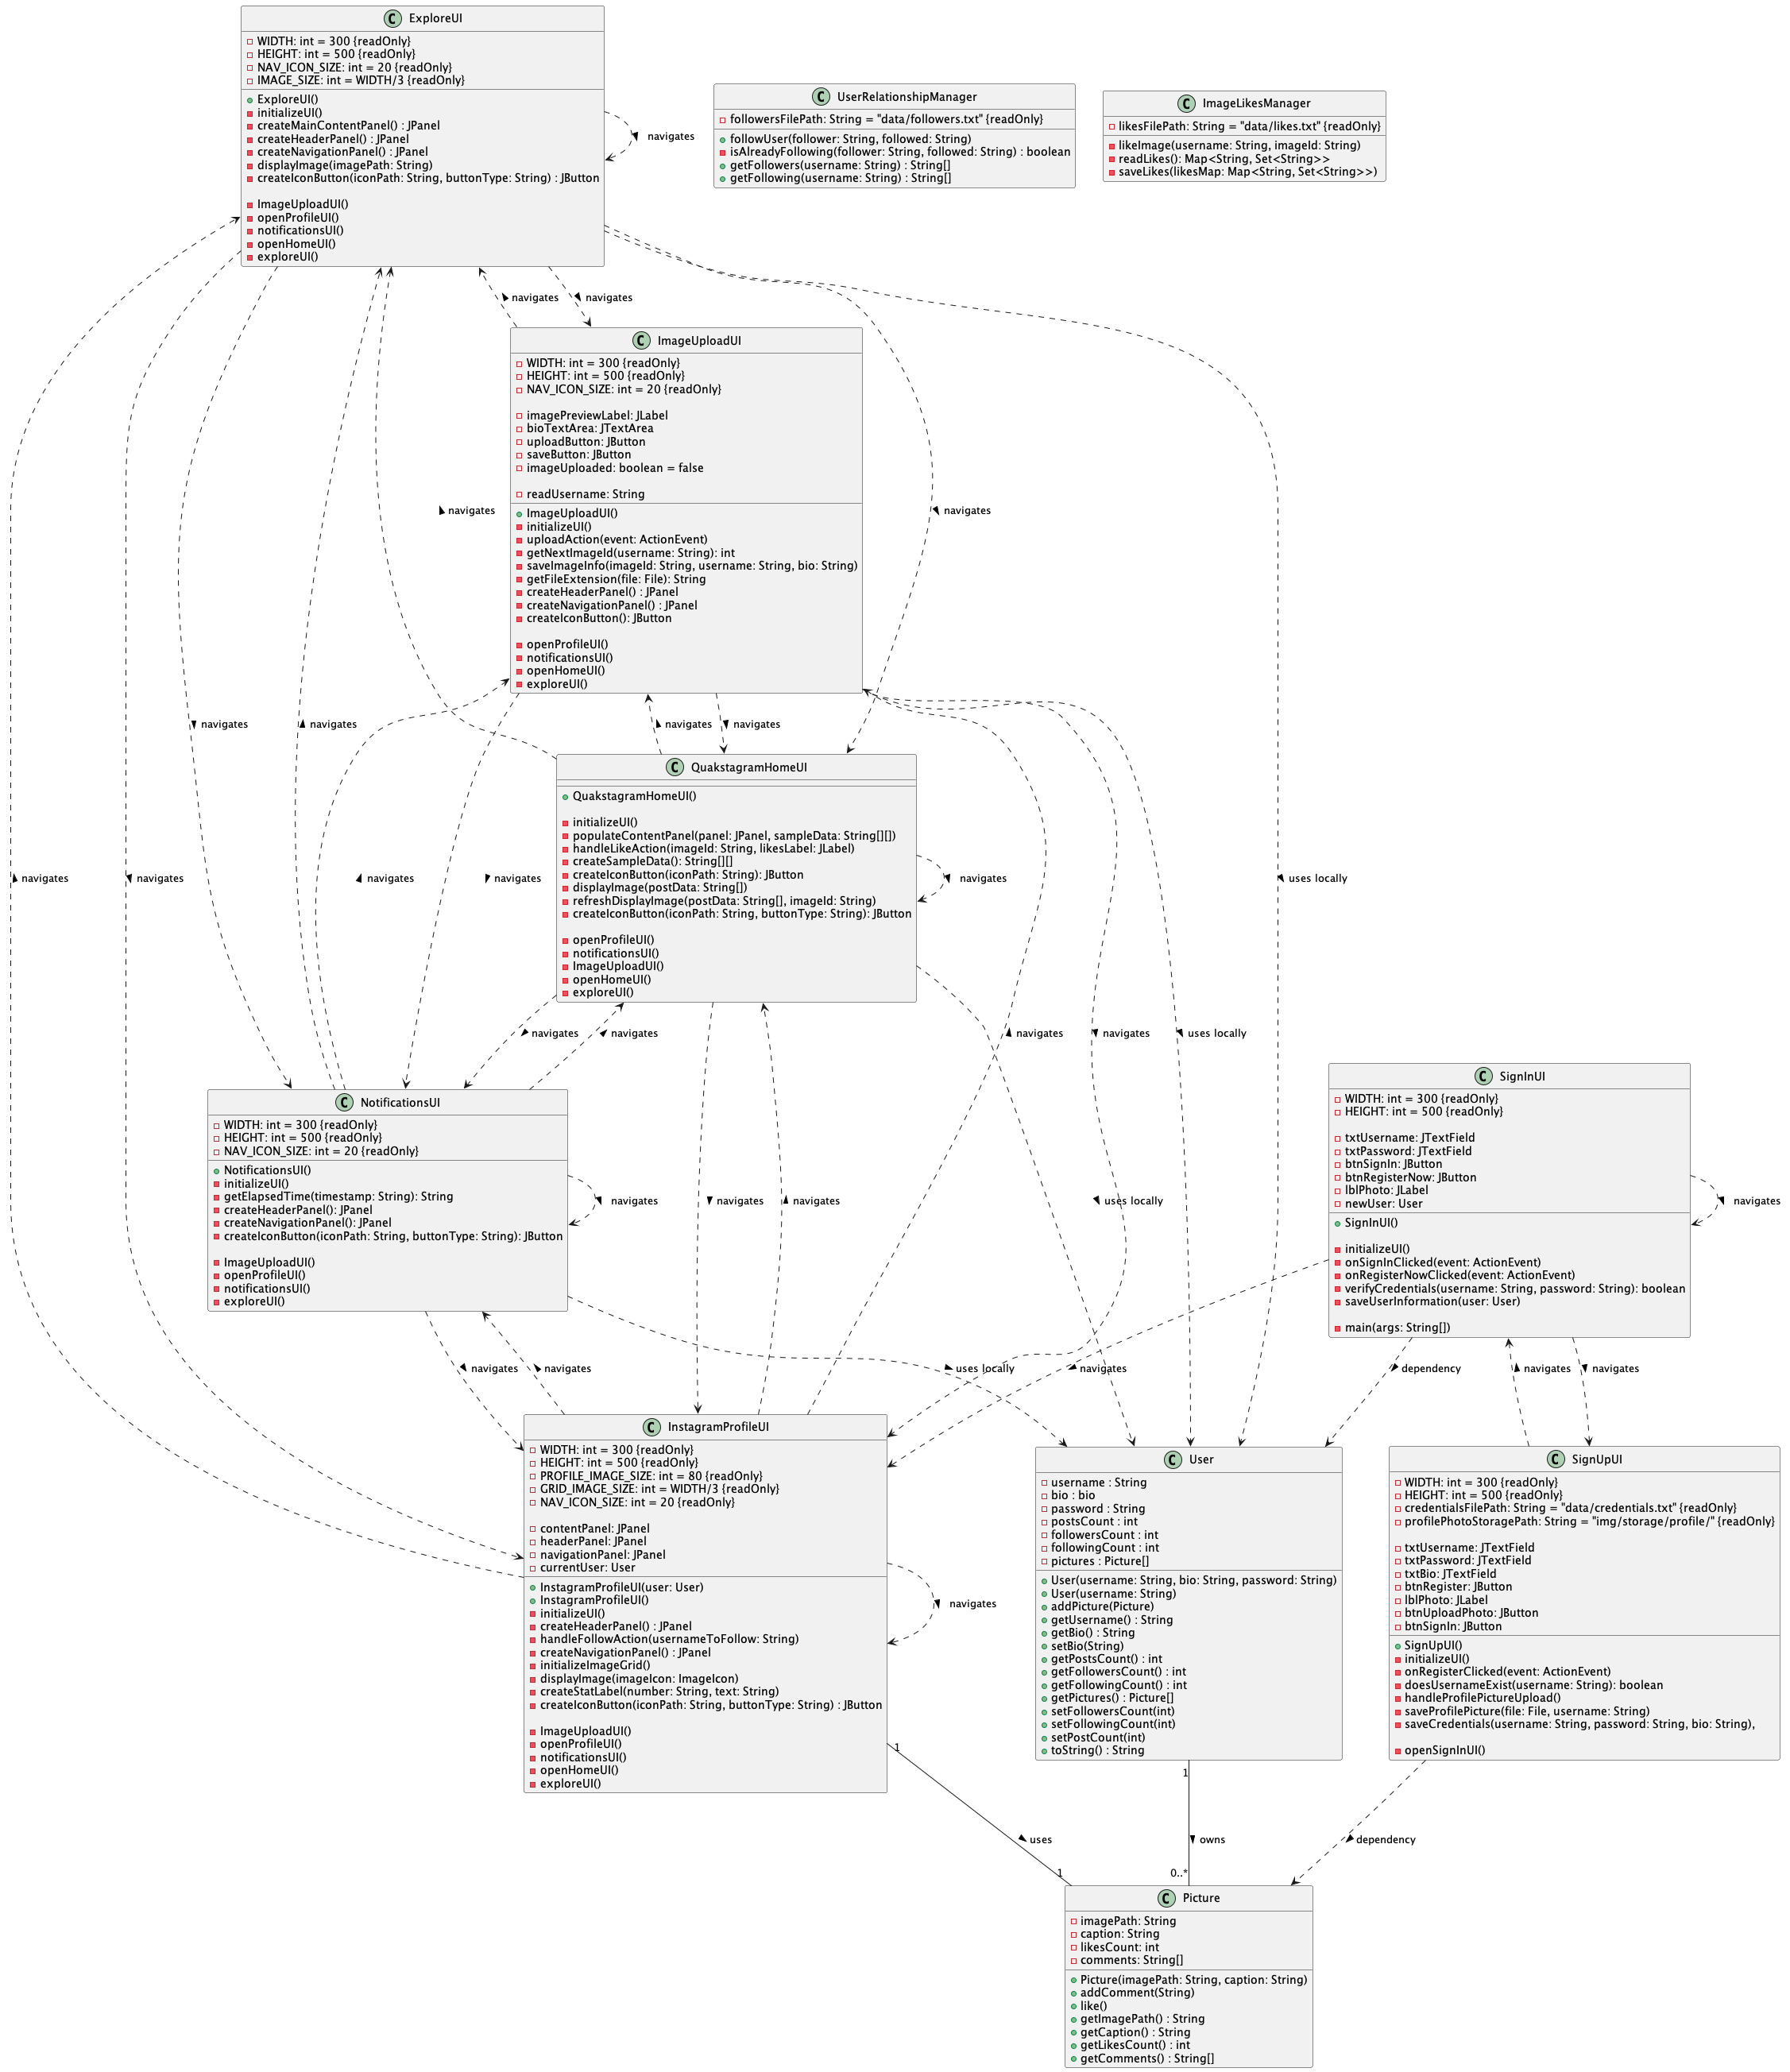 ExploreUI
WIDTH: int = 300 {readOnly}
HEIGHT: int = 500 {readOnly}
NAV_ICON_SIZE: int = 20 {readOnly}
IMAGE_SIZE: int = WIDTH/3 {readOnly}
ExploreUI()
initializeUI()
createMainContentPanel() : JPanel
createHeaderPanel() : JPanel
createNavigationPanel() : JPanel
displayImage(imagePath: String)
createIconButton(iconPath: String, buttonType: String) : JButton
ImageUploadUI()
openProfileUI()
notificationsUI()
openHomeUI()
exploreUI()
navigates
UserRelationshipManager
followersFilePath: String = "data/followers.txt" {readOnly}
followUser(follower: String, followed: String)
isAlreadyFollowing(follower: String, followed: String) : boolean
getFollowers(username: String) : String[]
getFollowing(username: String) : String[]
ImageLikesManager
likesFilePath: String = "data/likes.txt" {readOnly}
likeImage(username: String, imageId: String)
readLikes(): Map<String, Set<String>>
saveLikes(likesMap: Map<String, Set<String>>)
navigates
navigates
ImageUploadUI
WIDTH: int = 300 {readOnly}
HEIGHT: int = 500 {readOnly}
NAV_ICON_SIZE: int = 20 {readOnly}
imagePreviewLabel: JLabel
bioTextArea: JTextArea
uploadButton: JButton
saveButton: JButton
imageUploaded: boolean = false
readUsername: String
ImageUploadUI()
initializeUI()
uploadAction(event: ActionEvent)
getNextImageId(username: String): int
saveImageInfo(imageId: String, username: String, bio: String)
getFileExtension(file: File): String
createHeaderPanel() : JPanel
createNavigationPanel() : JPanel
createIconButton(): JButton
openProfileUI()
notificationsUI()
openHomeUI()
exploreUI()
navigates
navigates
navigates
navigates
navigates
navigates
QuakstagramHomeUI
QuakstagramHomeUI()
initializeUI()
populateContentPanel(panel: JPanel, sampleData: String[][])
handleLikeAction(imageId: String, likesLabel: JLabel)
createSampleData(): String[][]
createIconButton(iconPath: String): JButton
displayImage(postData: String[])
refreshDisplayImage(postData: String[], imageId: String)
createIconButton(iconPath: String, buttonType: String): JButton
openProfileUI()
notificationsUI()
ImageUploadUI()
openHomeUI()
exploreUI()
navigates
navigates
navigates
navigates
navigates
uses locally
navigates
navigates
navigates
navigates
uses locally
NotificationsUI
WIDTH: int = 300 {readOnly}
HEIGHT: int = 500 {readOnly}
NAV_ICON_SIZE: int = 20 {readOnly}
NotificationsUI()
initializeUI()
getElapsedTime(timestamp: String): String
createHeaderPanel(): JPanel
createNavigationPanel(): JPanel
createIconButton(iconPath: String, buttonType: String): JButton
ImageUploadUI()
openProfileUI()
notificationsUI()
exploreUI()
navigates
navigates
navigates
uses locally
SignInUI
WIDTH: int = 300 {readOnly}
HEIGHT: int = 500 {readOnly}
txtUsername: JTextField
txtPassword: JTextField
btnSignIn: JButton
btnRegisterNow: JButton
lblPhoto: JLabel
newUser: User
SignInUI()
initializeUI()
onSignInClicked(event: ActionEvent)
onRegisterNowClicked(event: ActionEvent)
verifyCredentials(username: String, password: String): boolean
saveUserInformation(user: User)
main(args: String[])
navigates
navigates
navigates
uses locally
navigates
dependency
navigates
navigates
InstagramProfileUI
WIDTH: int = 300 {readOnly}
HEIGHT: int = 500 {readOnly}
PROFILE_IMAGE_SIZE: int = 80 {readOnly}
GRID_IMAGE_SIZE: int = WIDTH/3 {readOnly}
NAV_ICON_SIZE: int = 20 {readOnly}
contentPanel: JPanel
headerPanel: JPanel
navigationPanel: JPanel
currentUser: User
InstagramProfileUI(user: User)
InstagramProfileUI()
initializeUI()
createHeaderPanel() : JPanel
handleFollowAction(usernameToFollow: String)
createNavigationPanel() : JPanel
initializeImageGrid()
displayImage(imageIcon: ImageIcon)
createStatLabel(number: String, text: String)
createIconButton(iconPath: String, buttonType: String) : JButton
ImageUploadUI()
openProfileUI()
notificationsUI()
openHomeUI()
exploreUI()
navigates
User
username : String
bio : bio
password : String
postsCount : int
followersCount : int
followingCount : int
pictures : Picture[]
User(username: String, bio: String, password: String)
User(username: String)
addPicture(Picture)
getUsername() : String
getBio() : String
setBio(String)
getPostsCount() : int
getFollowersCount() : int
getFollowingCount() : int
getPictures() : Picture[]
setFollowersCount(int)
setFollowingCount(int)
setPostCount(int)
toString() : String
SignUpUI
WIDTH: int = 300 {readOnly}
HEIGHT: int = 500 {readOnly}
credentialsFilePath: String = "data/credentials.txt" {readOnly}
profilePhotoStoragePath: String = "img/storage/profile/" {readOnly}
txtUsername: JTextField
txtPassword: JTextField
txtBio: JTextField
btnRegister: JButton
lblPhoto: JLabel
btnUploadPhoto: JButton
btnSignIn: JButton
SignUpUI()
initializeUI()
onRegisterClicked(event: ActionEvent)
doesUsernameExist(username: String): boolean
handleProfilePictureUpload()
saveProfilePicture(file: File, username: String)
saveCredentials(username: String, password: String, bio: String),
openSignInUI()
1
1
uses
owns
dependency
1
0..*
Picture
imagePath: String
caption: String
likesCount: int
comments: String[]
Picture(imagePath: String, caption: String)
addComment(String)
like()
getImagePath() : String
getCaption() : String
getLikesCount() : int
getComments() : String[]